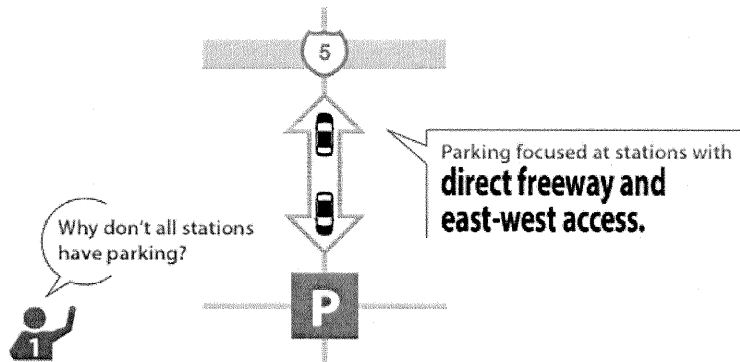 5
Parking focused at stations with
direct freeway and
east-west access.
Why don't all stations
have parking?
P
1